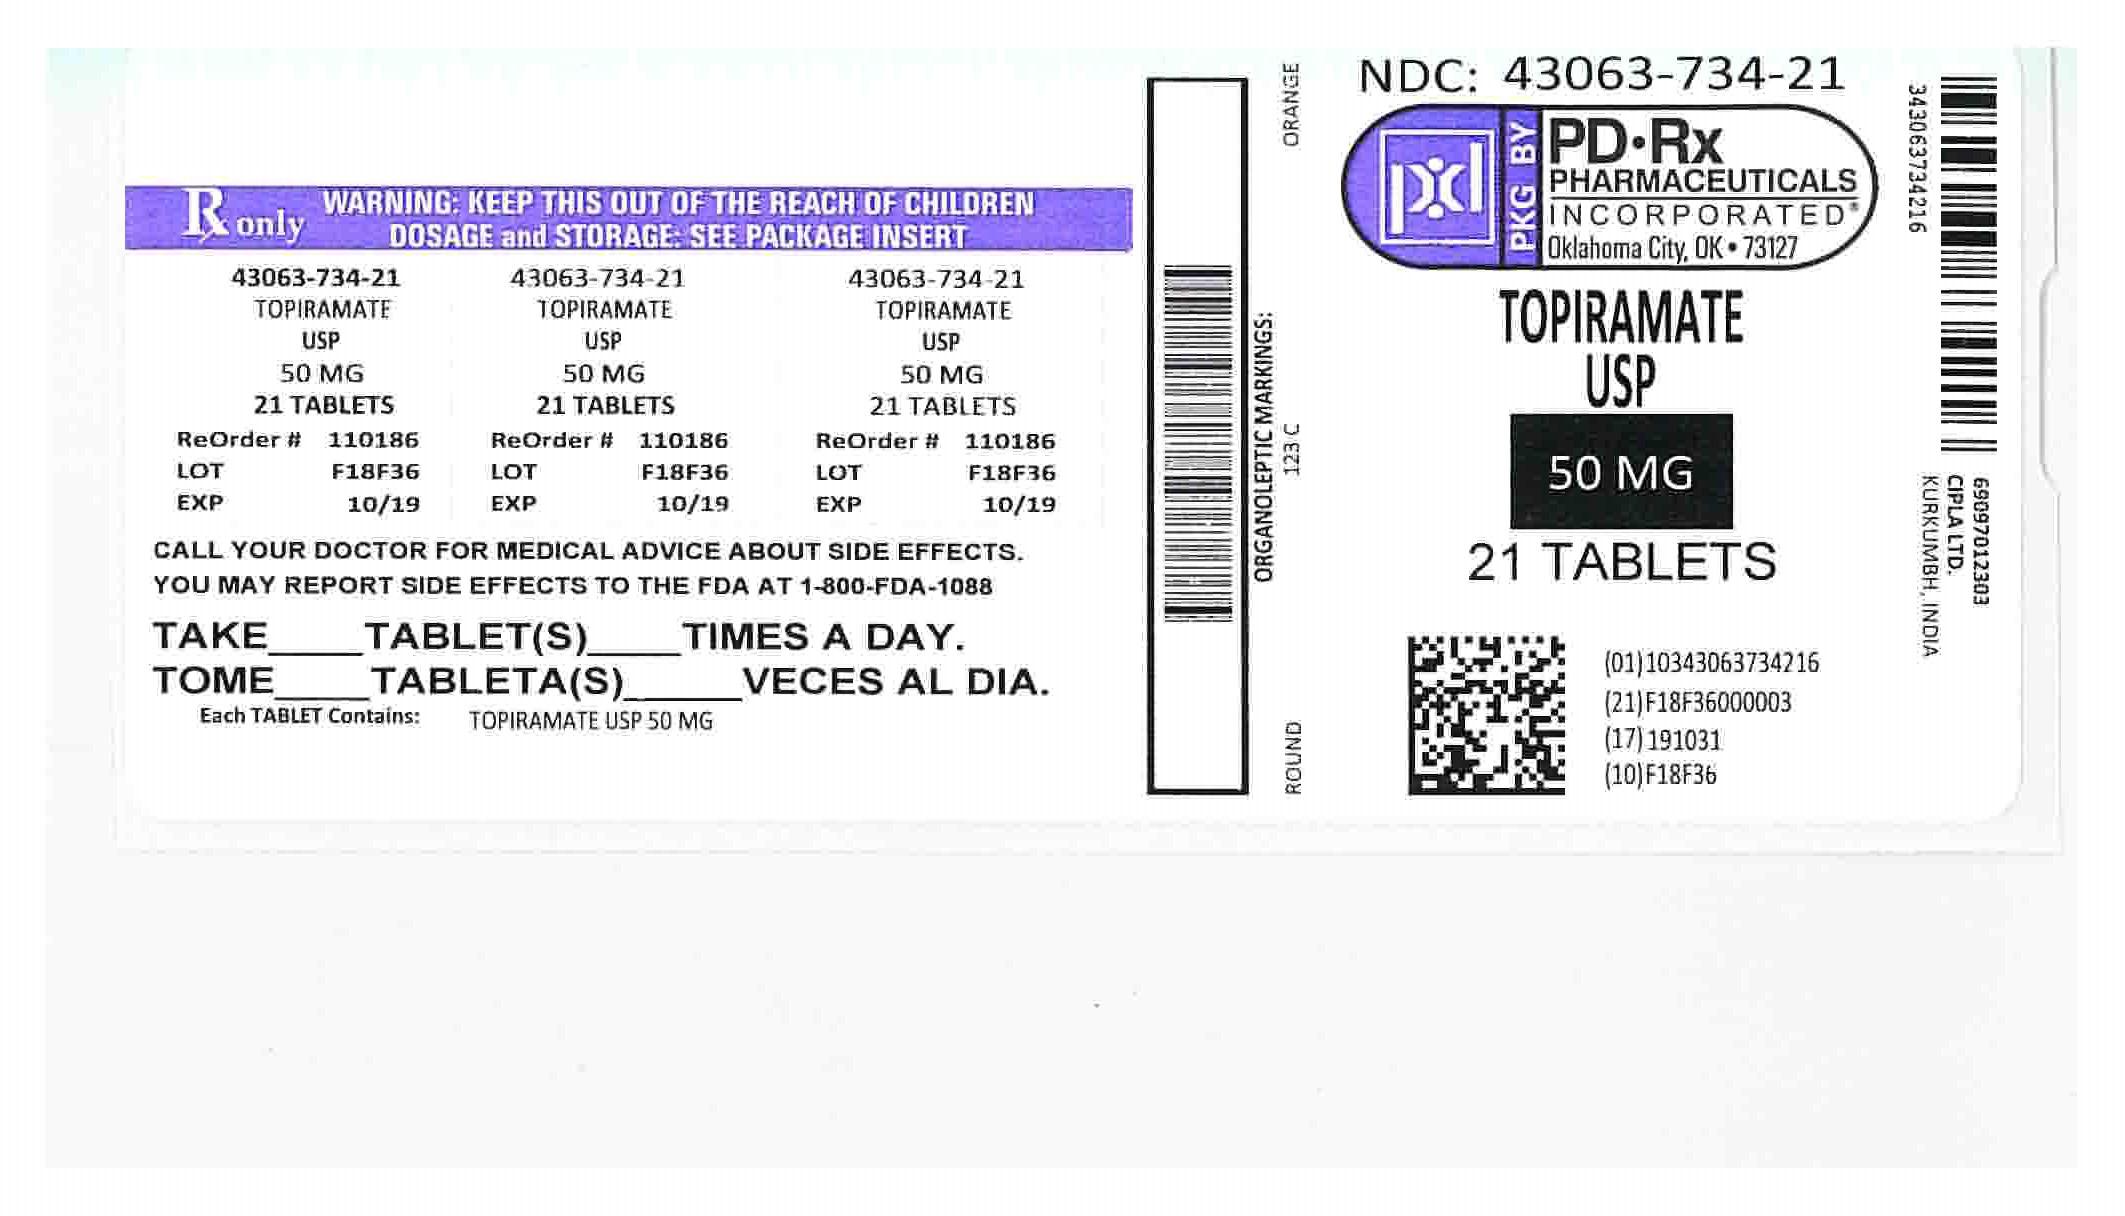 Rx only
WARNING: KEEP THIS OUT OF THE REACH OF CHILDREN
DOSAGE and STORAGE: SEE PACKAGE INSERT
43063-734-21
TOPIRAMATE
USP
50 MG
21 TABLETS
ReOrder # 110186
LOT F18F36
EXP 10/19
43063-734-21
TOPIRAMATE
USP
50 MG
21 TABLETS
ReOrder # 110186
LOT F18F36
EXP 10/19
43063-734-21
TOPIRAMATE
USP
50 MG
21 TABLETS
ReOrder # 110186
LOT F18F36
EXP 10/19
CALL YOUR DOCTOR FOR MEDICAL ADVICE ABOUT SIDE EFFECTS.
YOU MAY REPORT SIDE EFFECTS TO THE FDA AT 1-800-FDA-1088
TAKE____TABLET(S)____TIMES A DAY.
TOME____TABLETA(S)_____VECES AL DIA.
Each TABLET Contains: TOPIRAMATE USP 50 MG
ORGANOLEPTIC MARKINGS:
ROUND 123 C ORANGE
NDC: 43063-734-21
PKG BY
PD•Rx
PHARMACEUTICALS
INCORPORATED®
Oklahoma City, OK • 73127
TOPIRAMATE
USP
50 MG
21 TABLETS
(01)10343063734216
(21)F18F36000003
(17)191031
(10)F18F36
343063734216
69097012303
CIPLA LTD.
KURKUMBH, INDIA